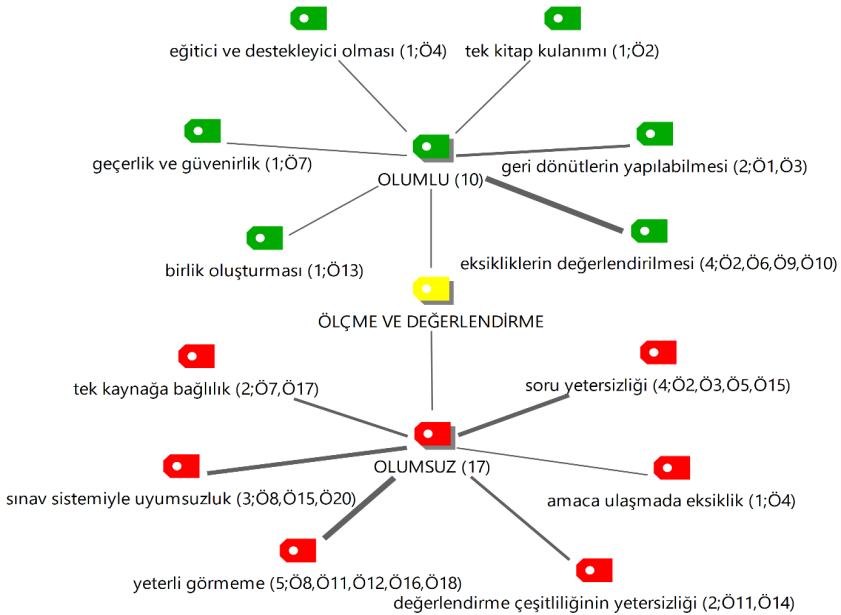 eğitici ve destekleyici olması (1;Ö4)
tek kitap kulanımı (1;Ö2)
geçerlik ve güvenirlik (1;Ö7)
geri dönütlerin yapılabilmesi (2;Ö1,Ö3)
OLUMLU (10)
birlik oluşturması (1;Ö13)
eksikliklerin değerlendirilmesi (4;Ö2,Ö6,Ö9,Ö10)
ÖLÇME VE DEĞERLENDİRME
tek kaynağa bağlılık (2;Ö7,Ö17)
soru yetersizliği (4;Ö2,Ö3,Ö5,Ö15)
OLUMSUZ (17)
sınav sistemiyle uyumsuzluk (3;Ö8,Ö15,Ö20)
amaca ulaşmada eksiklik (1;Ö4)
yeterli görmeme (5;Ö8,Ö11,Ö12,Ö16,Ö18)
değerlendirme çeşitliliğinin yetersizliği (2;Ö11,Ö14)